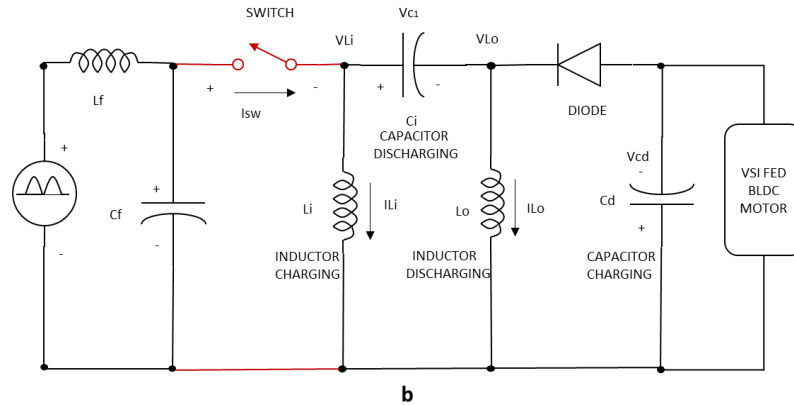 SWITCH
Vc1
VLi
VLo
Lf
+
-
Isw
+
-
Ci
CAPACITOR
DISCHARGING
DIODE
+
-
Cf
+
-
Li
ILi
INDUCTOR
CHARGING
Lo
ILo
INDUCTOR
DISCHARGING
Vcd
-
Cd
+
CAPACITOR
CHARGING
VSI FED
BLDC
MOTOR
b